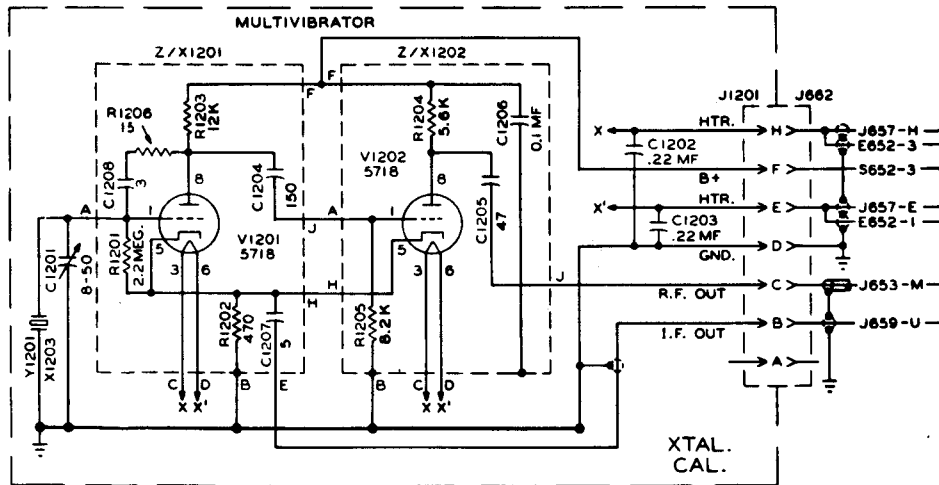 MULTIVIBRATOR
Z/X1201
Z/X1202
F
F
J1201
J662
R1206
15
R1203
12K
R1204
5.6K
C1206
0.1 MF
X
HTR.
H
J657-H
E652-3
C1202
.22 MF
B+
F
S652-3
C1208
3
8
C1204
150
V1202
5718
8
C1205
47
X'
HTR.
E
J657-E
E652-1
C1203
.22 MF
GND.
D
A
1
J
A
1
C1201
8-50
R1201
2.2 MEG.
5
3
6
V1201
5718
5
3
6
H
H
J
R.F. OUT
C
J653-M
Y1201
X1203
R1202
470
C1207
5
R1205
8.2K
I.F. OUT
B
J659-U
A
C
D
B
E
B
C
D
X
X'
X
X'
XTAL.
CAL.